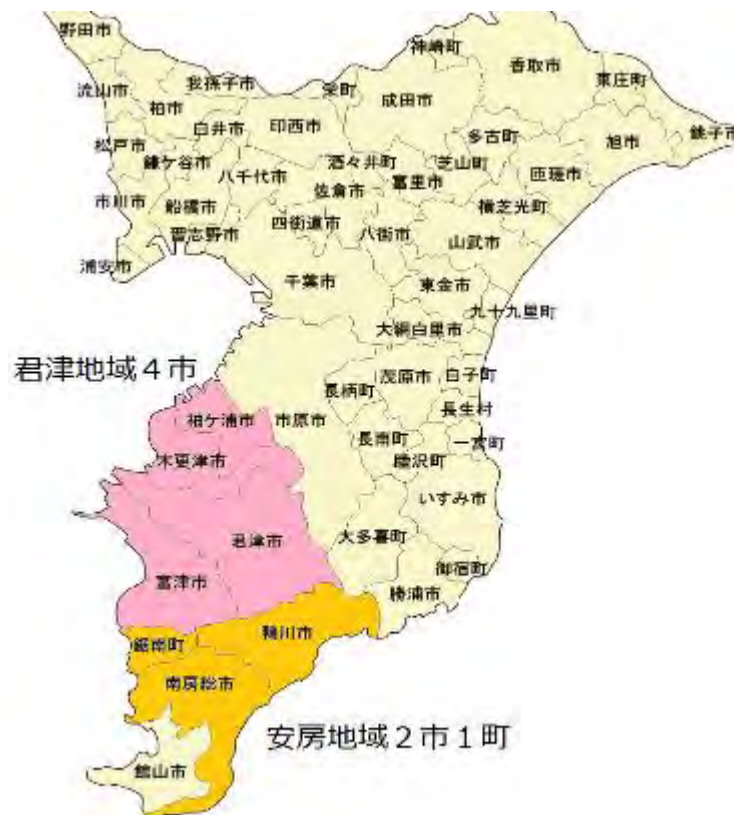 野田市
神崎町
香取市
東庄町
流山市
我孫子市
栄町
成田市
柏市
白井市
印西市
多古町
旭市
銚子市
松戸市
鎌ケ谷市
八千代市
酒々井町
芝山町
匝瑳市
佐倉市
富里市
市川市
船橋市
四街道市
八街市
横芝光町
習志野市
山武市
浦安市
千葉市
東金市
九十九里町
大網白里市
君津地域4市
長柄町
茂原市
白子町
袖ケ浦市
市原市
長生村
長南町
一宮町
木更津市
睦沢町
いすみ市
君津市
大多喜町
富津市
御宿町
勝浦市
鋸南町
鴨川市
南房総市
安房地域2市1町
館山市